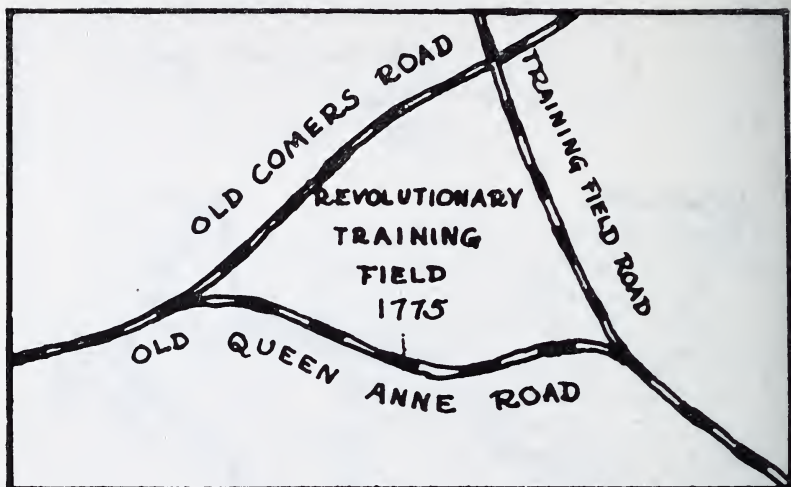 OLD COMERS ROAD
TRAINING FIELD ROAD
REVOLUTIONARY
TRAINING
FIELD
1775
OLD QUEEN ANNE ROAD